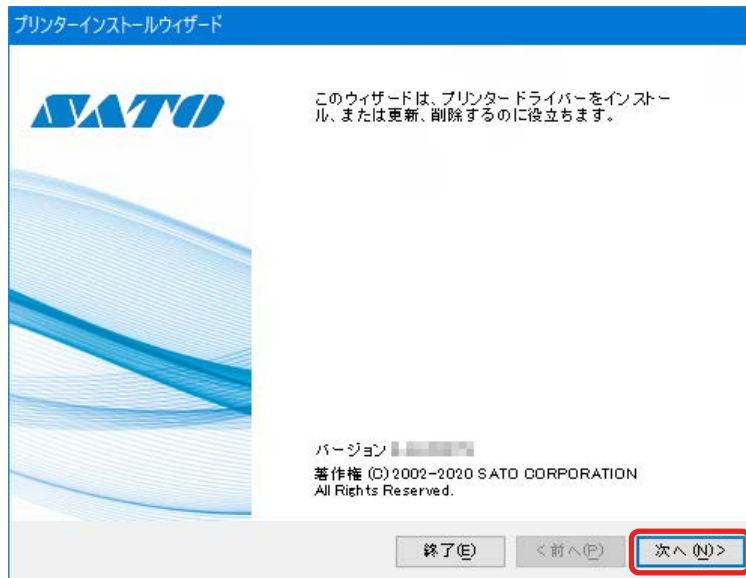 プリンターインストールウィザード
SATO
このウィザードは、プリンタードライバーをインストー
ル、または更新、削除するのに役立ちます。
バージョン
著作権 (C)2002-2020 SATO CORPORATION
All Rights Reserved.
終了(E)
<前へ(P)
次へ(N)>